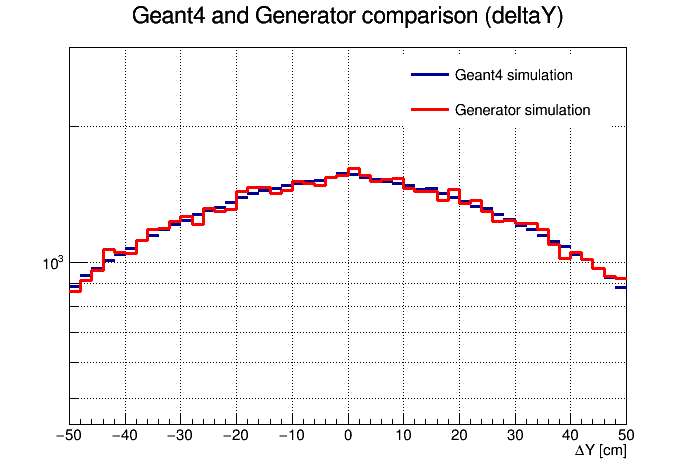 Geant4 and Generator comparison (deltaY)
Geant4 simulation
Generator simulation
10³
−50 −40 −30 −20 −10 0 10 20 30 40 50
ΔY [cm]